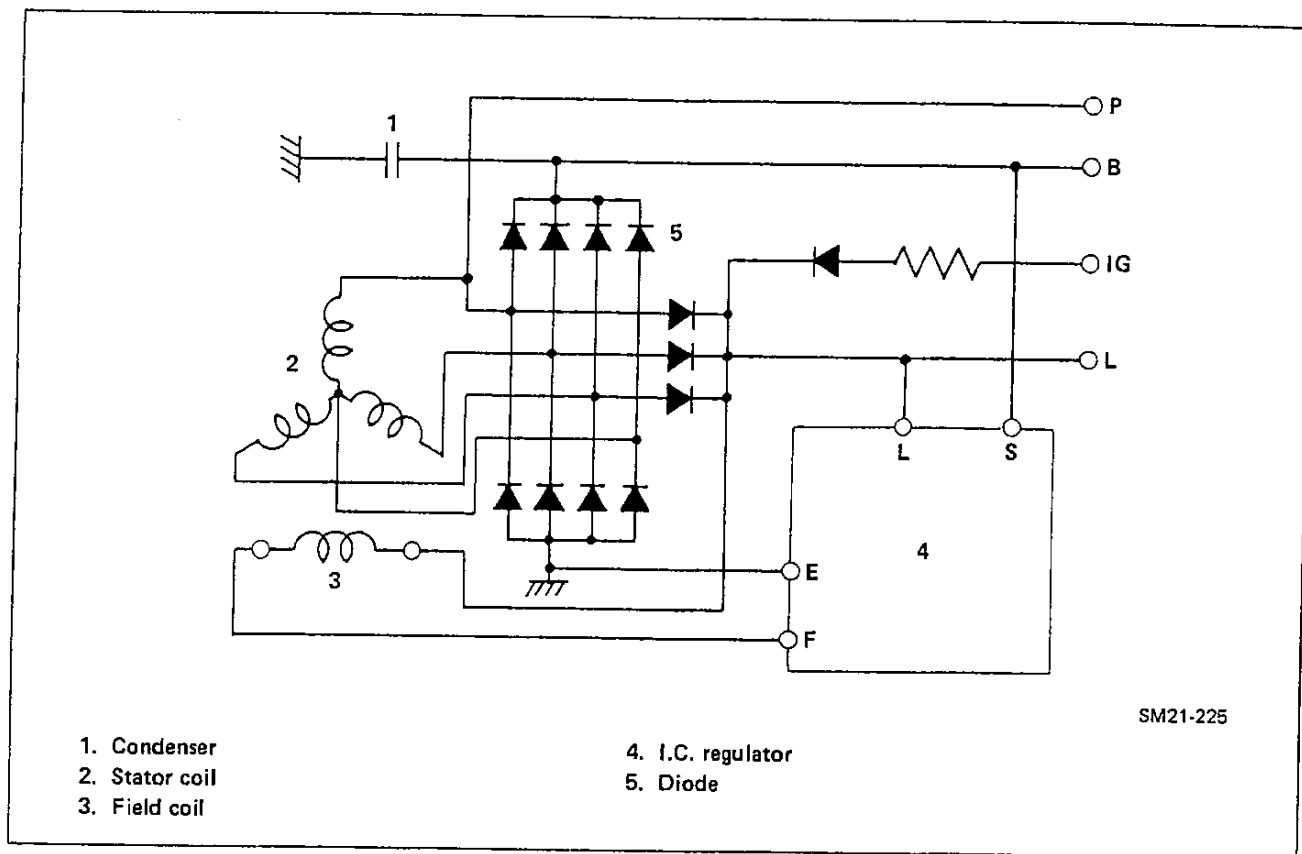 P
1
B
5
IG
2
L
L
S
3
4
E
F
SM21-225
1. Condenser
2. Stator coil
3. Field coil
4. I.C. regulator
5. Diode